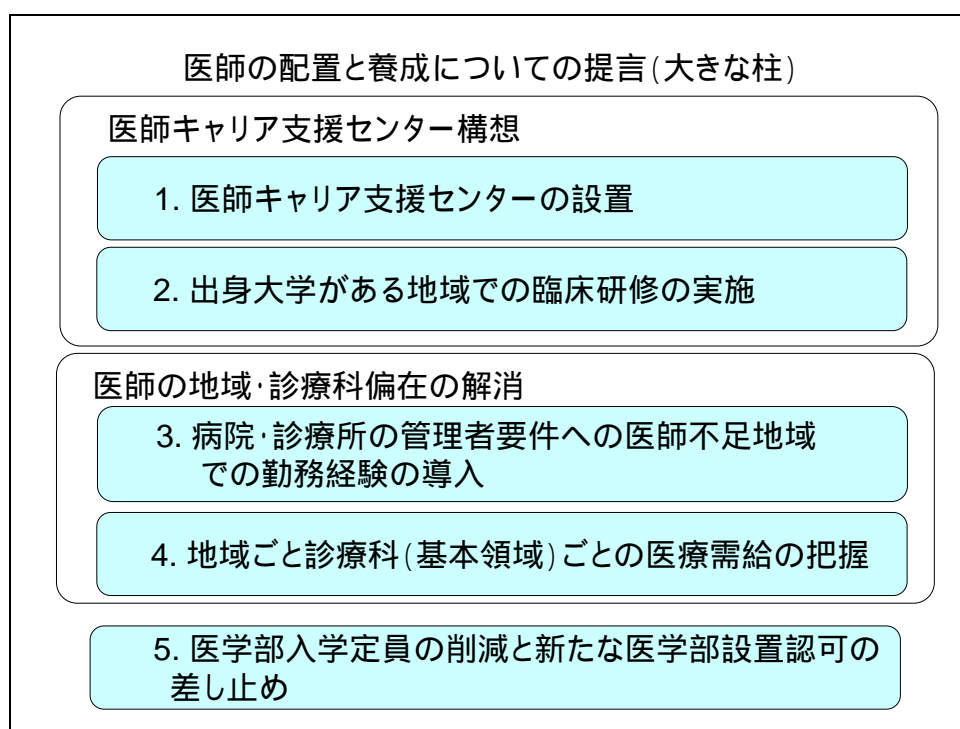 医師の配置と養成についての提言(大きな柱)
医師キャリア支援センター構想
1. 医師キャリア支援センターの設置
2. 出身大学がある地域での臨床研修の実施
医師の地域・診療科偏在の解消
3. 病院・診療所の管理者要件への医師不足地域
での勤務経験の導入
4. 地域ごと診療科(基本領域)ごとの医療需給の把握
5. 医学部入学定員の削減と新たな医学部設置認可の
差し止め